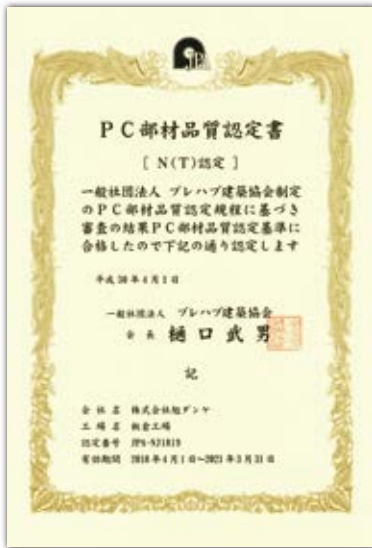 PC部材品質認定書
[ N(T)認定 ]
一般社団法人 プレハブ建築協会制定
のPC部材品質認定規程に基づき
審査の結果PC部材品質認定基準に
合格したので下記の通り認定します
平成30年4月1日
一般社団法人 プレハブ建築協会
会 長 樋 口 武 男
記
会 社 名 株式会社旭ダンケ
工 場 名 板倉工場
認定番号
有効期間 2018年4月1日～2021年3月31日